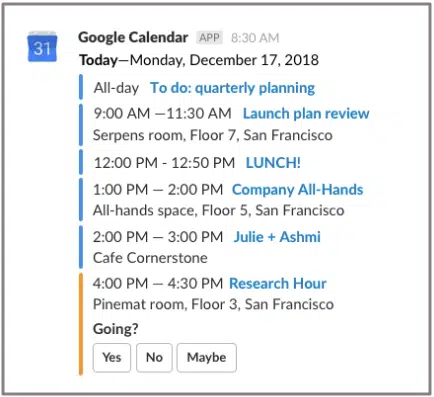 31 Google Calendar APP 8:30 AM
Today—Monday, December 17, 2018
All-day To do: quarterly planning
9:00 AM —11:30 AM Launch plan review
Serpens room, Floor 7, San Francisco
12:00 PM - 12:50 PM LUNCH!
1:00 PM — 2:00 PM Company All-Hands
All-hands space, Floor 5, San Francisco
2:00 PM — 3:00 PM Julie + Ashmi
Cafe Cornerstone
4:00 PM — 4:30 PM Research Hour
Pinemat room, Floor 3, San Francisco
Going?
Yes No Maybe